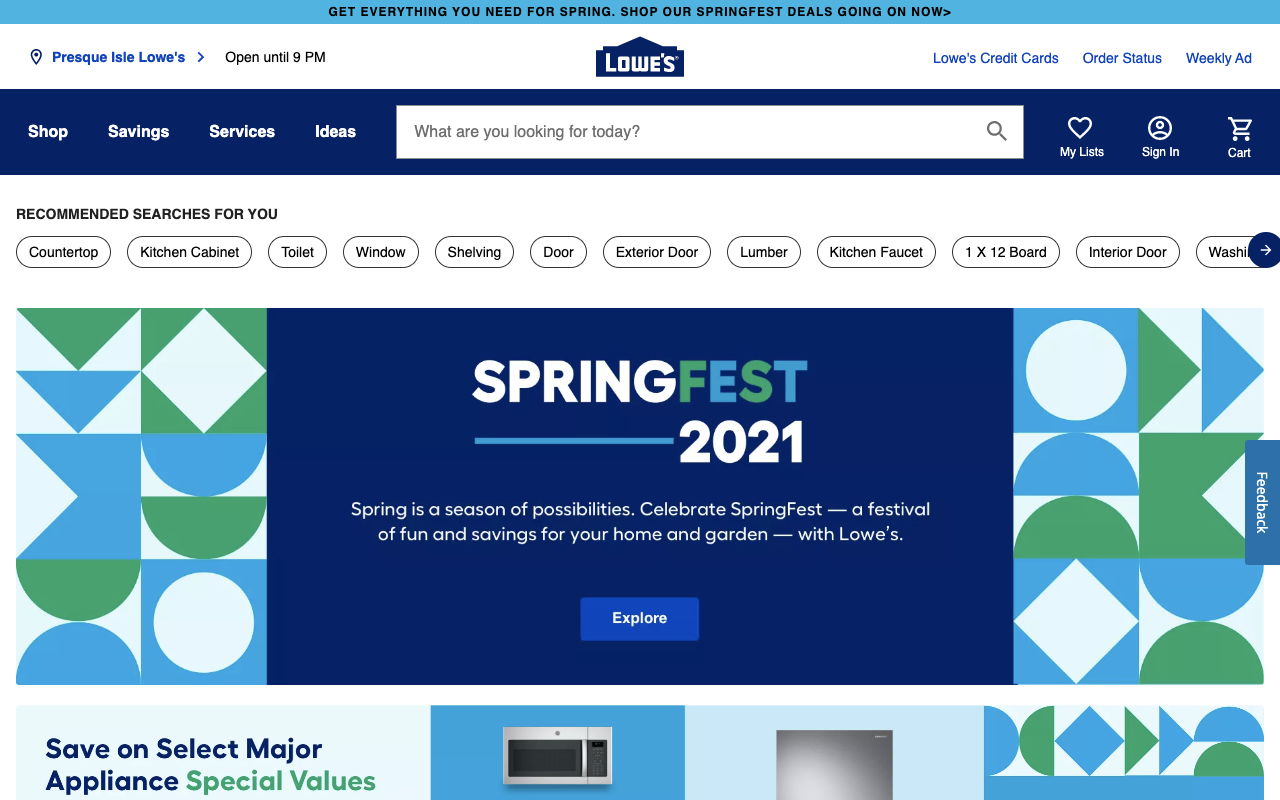 GET EVERYTHING YOU NEED FOR SPRING. SHOP OUR SPRINGFEST DEALS GOING ON NOW>
Presque Isle Lowe's
Open until 9 PM
LOWE'S
Lowe's Credit Cards
Order Status
Weekly Ad
Shop
Savings
Services
Ideas
What are you looking for today?
My Lists
Sign In
Cart
RECOMMENDED SEARCHES FOR YOU
Countertop
Kitchen Cabinet
Toilet
Window
Shelving
Door
Exterior Door
Lumber
Kitchen Faucet
1 X 12 Board
Interior Door
SPRINGFEST
2021
Spring is a season of possibilities. Celebrate SpringFest — a festival
of fun and savings for your home and garden — with Lowe's.
Explore
Feedback
Save on Select Major
Appliance Special Values